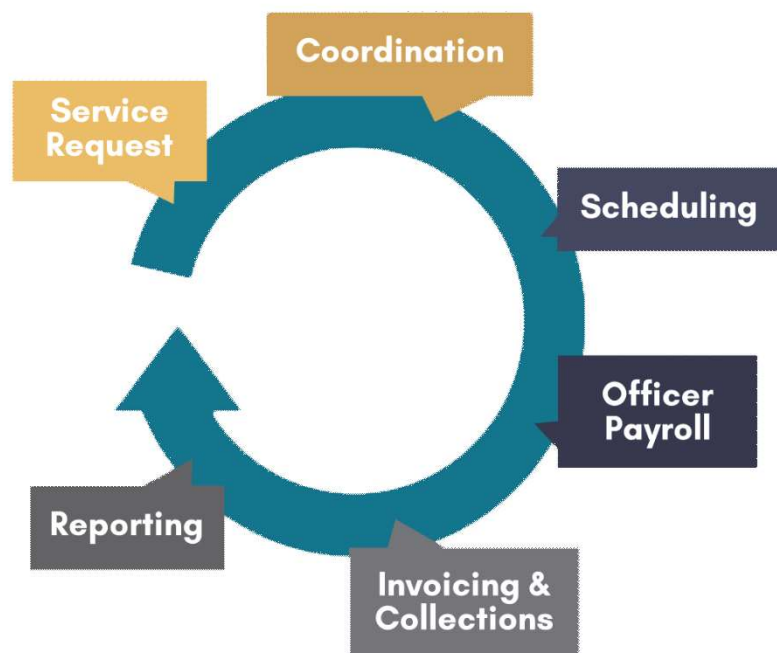 Coordination
Service
Request
Scheduling
Officer
Payroll
Invoicing &
Collections
Reporting